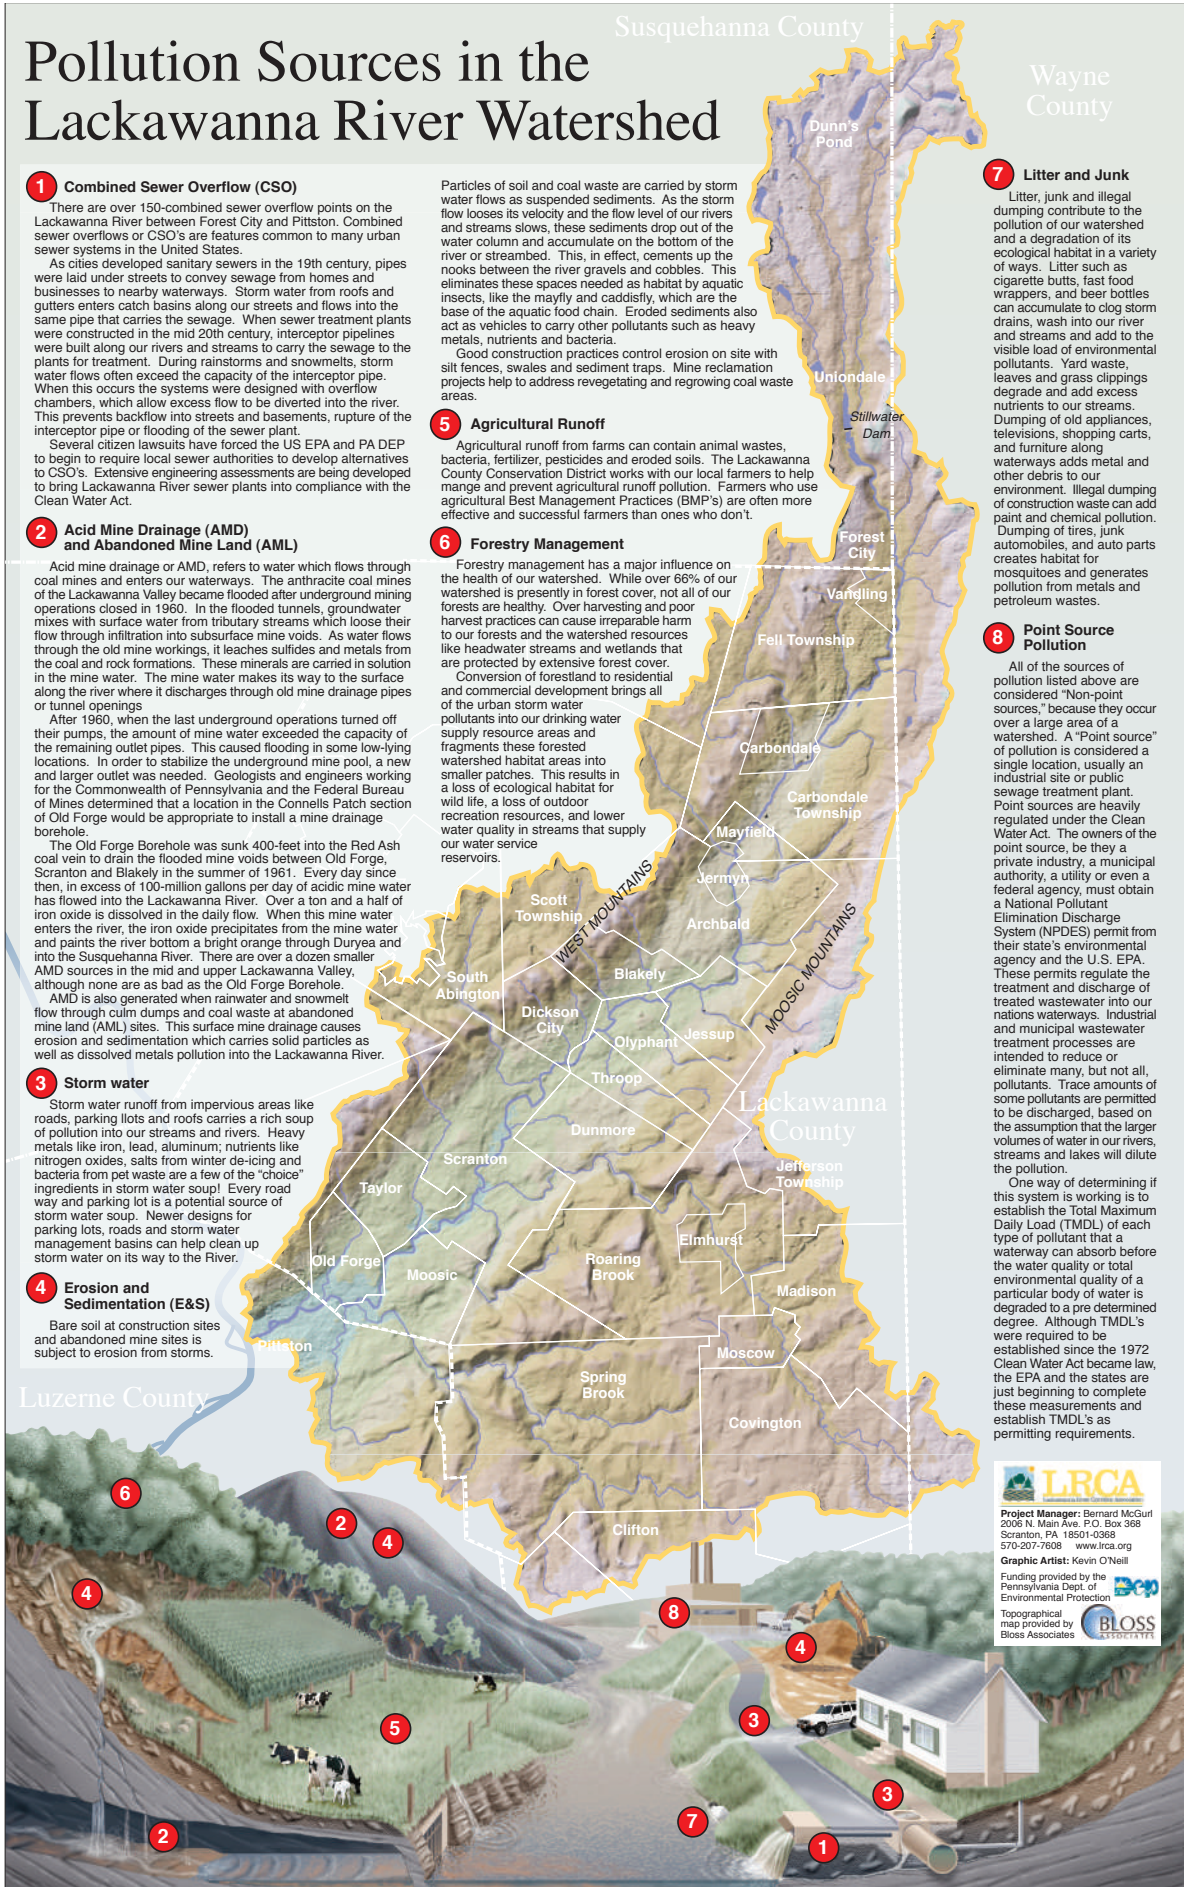 Susquehanna County
Wayne
County
Pollution Sources in the
Lackawanna River Watershed
1 Combined Sewer Overflow (CSO)
There are over 150-combined sewer overflow points on the
Lackawanna River between Forest City and Pittston. Combined
sewer overflows or CSO's are features common to many urban
sewer systems in the United States.
As cities developed sanitary sewers in the 19th century, pipes
were laid under streets to convey sewage from homes and
businesses to nearby waterways. Storm water from roofs and
gutters enters catch basins along our streets and flows into the
same pipe that carries the sewage. When sewer treatment plants
were constructed in the mid 20th century, interceptor pipelines
were built along our rivers and streams to carry the sewage to the
plants for treatment. During rainstorms and snowmelts, storm
water flows often exceed the capacity of the interceptor pipe.
When this occurs the systems were designed with overflow
chambers, which allow excess flow to be diverted into the river.
This prevents backflow into streets and basements, rupture of the
interceptor pipe or flooding of the sewer plant.
Several citizen lawsuits have forced the US EPA and PA DEP
to begin to require local sewer authorities to develop alternatives
to CSO's. Extensive engineering assessments are being developed
to bring Lackawanna River sewer plants into compliance with the
Clean Water Act.
2 Acid Mine Drainage (AMD)
and Abandoned Mine Land (AML)
Acid mine drainage or AMD, refers to water which flows through
coal mines and enters our waterways. The anthracite coal mines
of the Lackawanna Valley became flooded after underground mining
operations closed in 1960. In the flooded tunnels, groundwater
mixes with surface water from tributary streams which loose their
flow through infiltration into subsurface mine voids. As water flows
through the old mine workings, it leaches sulfides and metals from
the coal and rock formations. These minerals are carried in solution
in the mine water. The mine water makes its way to the surface
along the river where it discharges through old mine drainage pipes
or tunnel openings
After 1960, when the last underground operations turned off
their pumps, the amount of mine water exceeded the capacity of
the remaining outlet pipes. This caused flooding in some low-lying
locations. In order to stabilize the underground mine pool, a new
and larger outlet was needed. Geologists and engineers working
for the Commonwealth of Pennsylvania and the Federal Bureau
of Mines determined that a location in the Connells Patch section
of Old Forge would be appropriate to install a mine drainage
borehole.
The Old Forge Borehole was sunk 400-feet into the Red Ash
coal vein to drain the flooded mine voids between Old Forge,
Scranton and Blakely in the summer of 1961. Every day since
then, in excess of 100-million gallons per day of acidic mine water
has flowed into the Lackawanna River. Over a ton and a half of
iron oxide is dissolved in the daily flow. When this mine water
enters the river, the iron oxide precipitates from the mine water
and paints the river bottom a bright orange through Duryea and
into the Susquehanna River. There are over a dozen smaller
AMD sources in the mid and upper Lackawanna Valley,
although none are as bad as the Old Forge Borehole.
AMD is also generated when rainwater and snowmelt
flow through culm dumps and coal waste at abandoned
mine land (AML) sites. This surface mine drainage causes
erosion and sedimentation which carries solid particles as
well as dissolved metals pollution into the Lackawanna River.
3 Storm water
Storm water runoff from impervious areas like
roads, parking llots and roofs carries a rich soup
of pollution into our streams and rivers. Heavy
metals like iron, lead, aluminum; nutrients like
nitrogen oxides, salts from winter de-icing and
bacteria from pet waste are a few of the "choice"
ingredients in storm water soup! Every road
way and parking lot is a potential source of
storm water soup. Newer designs for
parking lots, roads and storm water
management basins can help clean up
storm water on its way to the River.
4 Erosion and
Sedimentation (E&S)
Bare soil at construction sites
and abandoned mine sites is
subject to erosion from storms.
Particles of soil and coal waste are carried by storm
water flows as suspended sediments. As the storm
flow looses its velocity and the flow level of our rivers
and streams slows, these sediments drop out of the
water column and accumulate on the bottom of the
river or streambed. This, in effect, cements up the
nooks between the river gravels and cobbles. This
eliminates these spaces needed as habitat by aquatic
insects, like the mayfly and caddisfly, which are the
base of the aquatic food chain. Eroded sediments also
act as vehicles to carry other pollutants such as heavy
metals, nutrients and bacteria.
Good construction practices control erosion on site with
silt fences, swales and sediment traps. Mine reclamation
projects help to address revegetating and regrowing coal waste
areas.
5 Agricultural Runoff
Agricultural runoff from farms can contain animal wastes,
bacteria, fertilizer, pesticides and eroded soils. The Lackawanna
County Conservation District works with our local farmers to help
mange and prevent agricultural runoff pollution. Farmers who use
agricultural Best Management Practices (BMP's) are often more
effective and successful farmers than ones who don't.
6 Forestry Management
Forestry management has a major influence on
the health of our watershed. While over 66% of our
watershed is presently in forest cover, not all of our
forests are healthy. Over harvesting and poor
harvest practices can cause irreparable harm
to our forests and the watershed resources
like headwater streams and wetlands that
are protected by extensive forest cover.
Conversion of forestland to residential
and commercial development brings all
of the urban storm water
pollutants into our drinking water
supply resource areas and
fragments these forested
watershed habitat areas into
smaller patches. This results in
a loss of ecological habitat for
wild life, a loss of outdoor
recreation resources, and lower
water quality in streams that supply
our water service
reservoirs.
7 Litter and Junk
Litter, junk and illegal
dumping contribute to the
pollution of our watershed
and a degradation of its
ecological habitat in a variety
of ways. Litter such as
cigarette butts, fast food
wrappers, and beer bottles
can accumulate to clog storm
drains, wash into our river
and streams and add to the
visible load of environmental
pollutants. Yard waste,
leaves and grass clippings
degrade and add excess
nutrients to our streams.
Dumping of old appliances,
televisions, shopping carts,
and furniture along
waterways adds metal and
other debris to our
environment. Illegal dumping
of construction waste can add
paint and chemical pollution.
Dumping of tires, junk
automobiles, and auto parts
creates habitat for
mosquitoes and generates
pollution from metals and
petroleum wastes.
8 Point Source
Pollution
All of the sources of
pollution listed above are
considered "Non-point
sources," because they occur
over a large area of a
watershed. A "Point source"
of pollution is considered a
single location, usually an
industrial site or public
sewage treatment plant.
Point sources are heavily
regulated under the Clean
Water Act. The owners of the
point source, be they a
private industry, a municipal
authority, a utility or even a
federal agency, must obtain
a National Pollutant
Elimination Discharge
System (NPDES) permit from
their state's environmental
agency and the U.S. EPA.
These permits regulate the
treatment and discharge of
treated wastewater into our
nations waterways. Industrial
and municipal wastewater
treatment processes are
intended to reduce or
eliminate many, but not all,
pollutants. Trace amounts of
some pollutants are permitted
to be discharged, based on
the assumption that the larger
volumes of water in our rivers,
streams and lakes will dilute
the pollution.
One way of determining if
this system is working is to
establish the Total Maximum
Daily Load (TMDL) of each
type of pollutant that a
waterway can absorb before
the water quality or total
environmental quality of a
particular body of water is
degraded to a pre determined
degree. Although TMDL's
were required to be
established since the 1972
Clean Water Act became law,
the EPA and the states are
just beginning to complete
these measurements and
establish TMDL's as
permitting requirements.
Dunn's
Pond
Uniondale
Stillwater
Dam
Forest
City
Vandling
Fell Township
Carbondale
Carbondale
Township
Mayfield
Jermyn
Archbald
Scott
Township
WEST MOUNTAINS
MOOSIC MOUNTAINS
Blakely
South
Abington
Dickson
City
Olyphant
Jessup
Throop
Lackawanna
County
Dunmore
Scranton
Jefferson
Township
Taylor
Elmhurst
Old Forge
Moosic
Roaring
Brook
Madison
Pittston
Moscow
Spring
Brook
Covington
Luzerne County
Clifton
6
2
4
4
8
4
5
3
3
7
2
1
LRCA
Project Manager: Bernard McGurl
2006 N. Main Ave. P.O. Box 368
Scranton, PA 18501-0368
570-207-7608 www.lrca.org
Graphic Artist: Kevin O'Neill
Funding provided by the
Pennsylvania Dept. of
Environmental Protection
Dep
Topographical
map provided by
Bloss Associates
BLOSS
ASSOCIATES